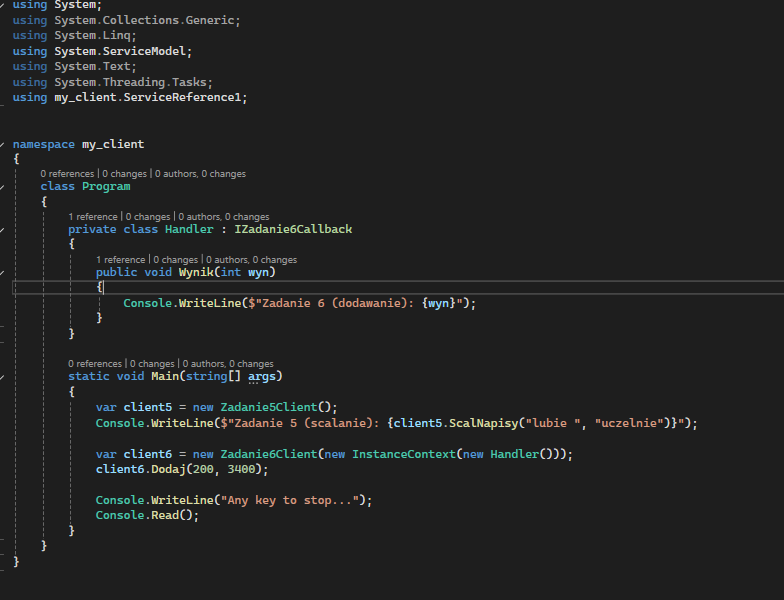 using System;
using System.Collections.Generic;
using System.Linq;
using System.ServiceModel;
using System.Text;
using System.Threading.Tasks;
using my_client.ServiceReference1;
namespace my_client
{
0 references | 0 changes | 0 authors, 0 changes
class Program
{
1 reference | 0 changes | 0 authors, 0 changes
private class Handler : IZadanie6Callback
{
1 reference | 0 changes | 0 authors, 0 changes
public void Wynik(int wyn)
{
Console.WriteLine($"Zadanie 6 (dodawanie): {wyn}");
}
}
0 references | 0 changes | 0 authors, 0 changes
static void Main(string[] args)
{
var client5 = new Zadanie5Client();
Console.WriteLine($"Zadanie 5 (scalanie): {client5.ScalNapisy("lubie ", "uczelnie")}");
var client6 = new Zadanie6Client(new InstanceContext(new Handler()));
client6.Dodaj(200, 3400);
Console.WriteLine("Any key to stop...");
Console.Read();
}
}
}